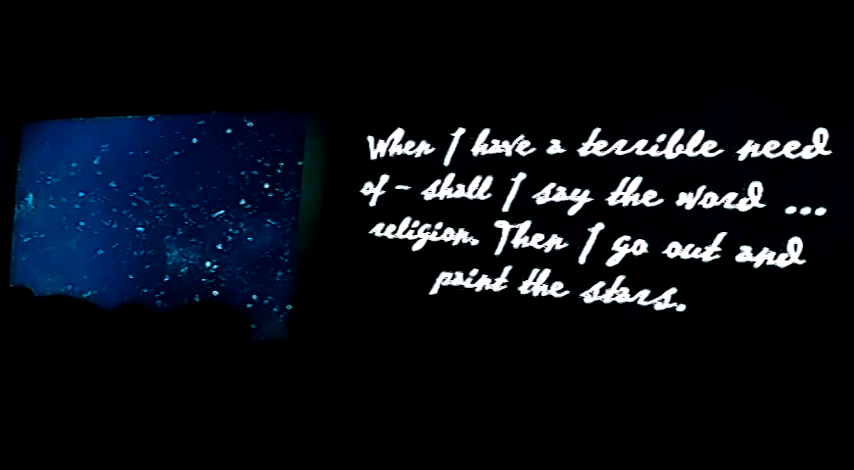 When I have a terrible need
of - shall I say the word ...
religion. Then I go out and
paint the stars.